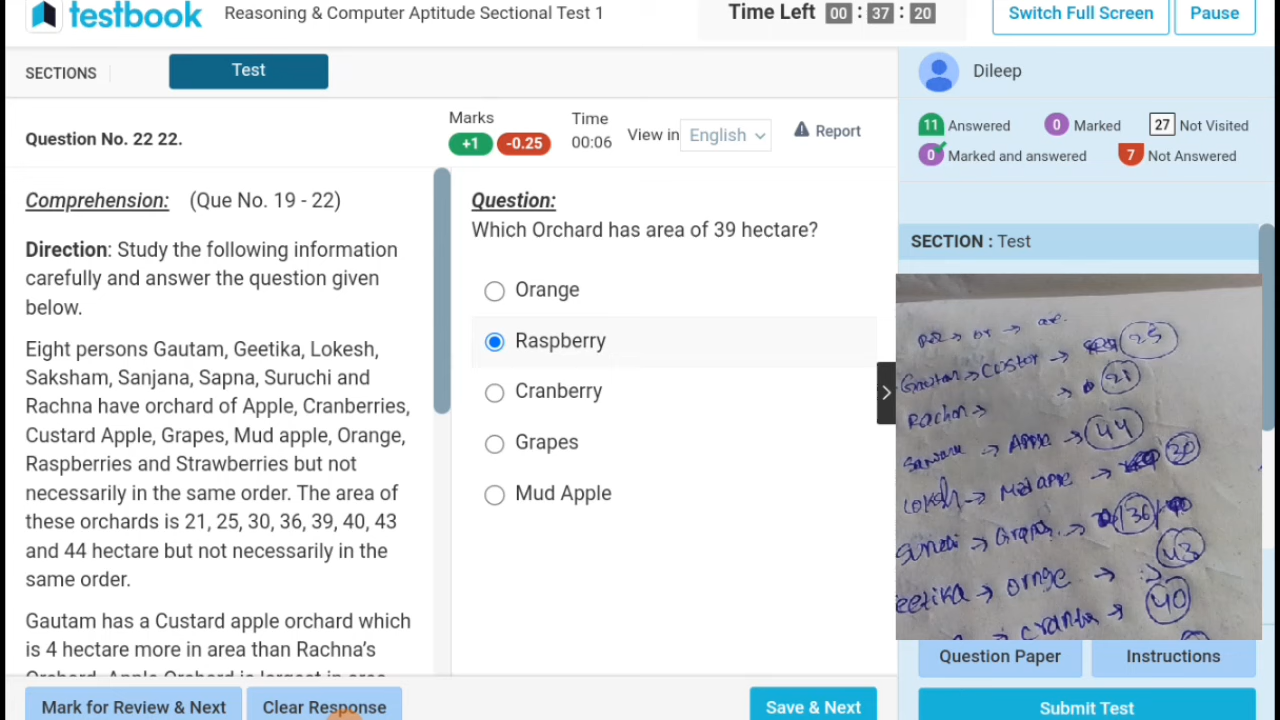 testbook
Reasoning & Computer Aptitude Sectional Test 1
Time Left 00 : 37 : 20
Switch Full Screen
Pause
SECTIONS
Test
Dileep
Question No. 22 22.
Marks
+1 -0.25
Time
00:06
View in English
Report
11 Answered
0 Marked
27 Not Visited
0 Marked and answered
7 Not Answered
Comprehension: (Que No. 19 - 22)
Direction: Study the following information
carefully and answer the question given
below.
Eight persons Gautam, Geetika, Lokesh,
Saksham, Sanjana, Sapna, Suruchi and
Rachna have orchard of Apple, Cranberries,
Custard Apple, Grapes, Mud apple, Orange,
Raspberries and Strawberries but not
necessarily in the same order. The area of
these orchards is 21, 25, 30, 36, 39, 40, 43
and 44 hectare but not necessarily in the
same order.
Gautam has a Custard apple orchard which
is 4 hectare more in area than Rachna's
Orchard. Apple Orchard is largest in area
Question:
Which Orchard has area of 39 hectare?
Orange
Raspberry
Cranberry
Grapes
Mud Apple
SECTION : Test
→ 25
→ 21
→ Apple → 44
→ →
→ → 36
→ → 43
→ 40
Question Paper
Instructions
Mark for Review & Next
Clear Response
Save & Next
Submit Test